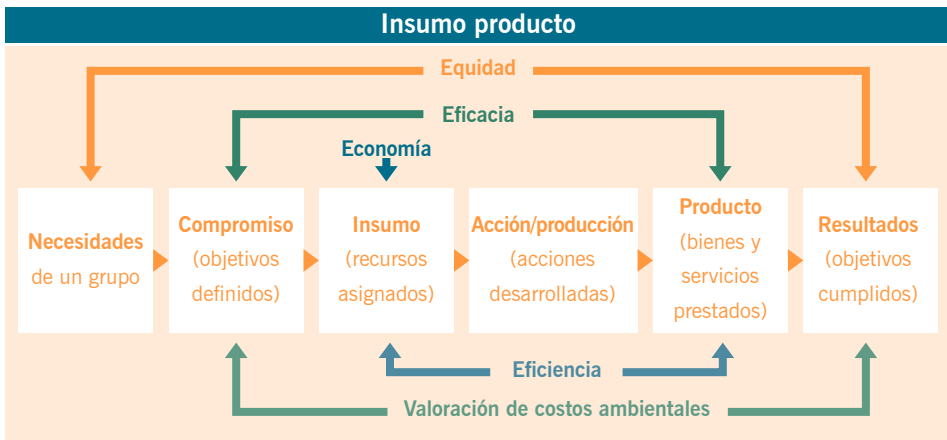 Insumo producto
Equidad
Eficacia
Economía
Necesidades
de un grupo
Compromiso
(objetivos
definidos)
Insumo
(recursos
asignados)
Acción/producción
(acciones
desarrolladas)
Producto
(bienes y
servicios
prestados)
Resultados
(objetivos
cumplidos)
Eficiencia
Valoración de costos ambientales